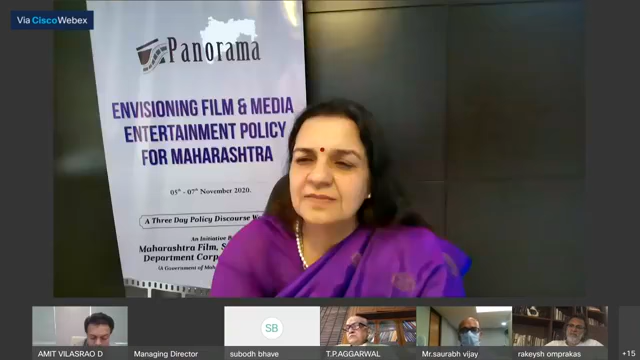 Via CiscoWebex
Panorama
ENVISIONING FILM & MEDIA
ENTERTAINMENT POLICY
FOR MAHARASHTRA
05th - 07th November 2020.
A Three Day Policy Discourse
An Initiative
Maharashtra Film, S
Department Corp
(A Government of Mah
SB
AMIT VILASRAO D
Managing Director
subodh bhave
T.P.AGGARWAL
Mr.saurabh vijay
rakeysh omprakas
+15